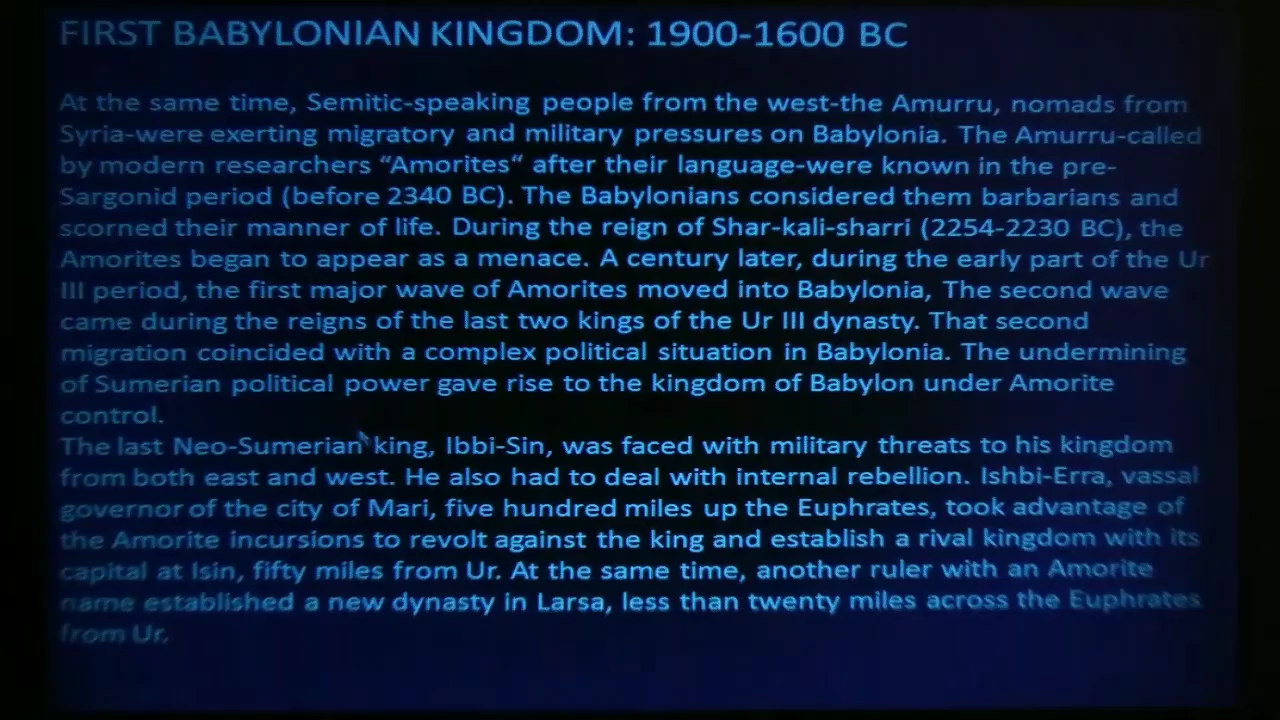 FIRST BABYLONIAN KINGDOM: 1900-1600 BC
At the same time, Semitic-speaking people from the west-the Amurru, nomads from
Syria-were exerting migratory and military pressures on Babylonia. The Amurru-called
by modern researchers “Amorites“ after their language-were known in the pre-
Sargonid period (before 2340 BC). The Babylonians considered them barbarians and
scorned their manner of life. During the reign of Shar-kali-sharri (2254-2230 BC), the
Amorites began to appear as a menace. A century later, during the early part of the Ur
III period, the first major wave of Amorites moved into Babylonia, The second wave
came during the reigns of the last two kings of the Ur III dynasty. That second
migration coincided with a complex political situation in Babylonia. The undermining
of Sumerian political power gave rise to the kingdom of Babylon under Amorite
control.
The last Neo-Sumerian king, Ibbi-Sin, was faced with military threats to his kingdom
from both east and west. He also had to deal with internal rebellion. Ishbi-Erra, vassal
governor of the city of Mari, five hundred miles up the Euphrates, took advantage of
the Amorite incursions to revolt against the king and establish a rival kingdom with its
capital at Isin, fifty miles from Ur. At the same time, another ruler with an Amorite
name established a new dynasty in Larsa, less than twenty miles across the Euphrates
from Ur.